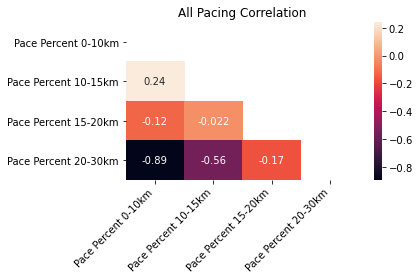 All Pacing Correlation
Pace Percent 0-10km
Pace Percent 10-15km
0.24
Pace Percent 15-20km
-0.12
-0.022
Pace Percent 20-30km
-0.89
-0.56
-0.17
Pace Percent 0-10km
Pace Percent 10-15km
Pace Percent 15-20km
Pace Percent 20-30km
0.2
0.0
−0.2
−0.4
−0.6
−0.8